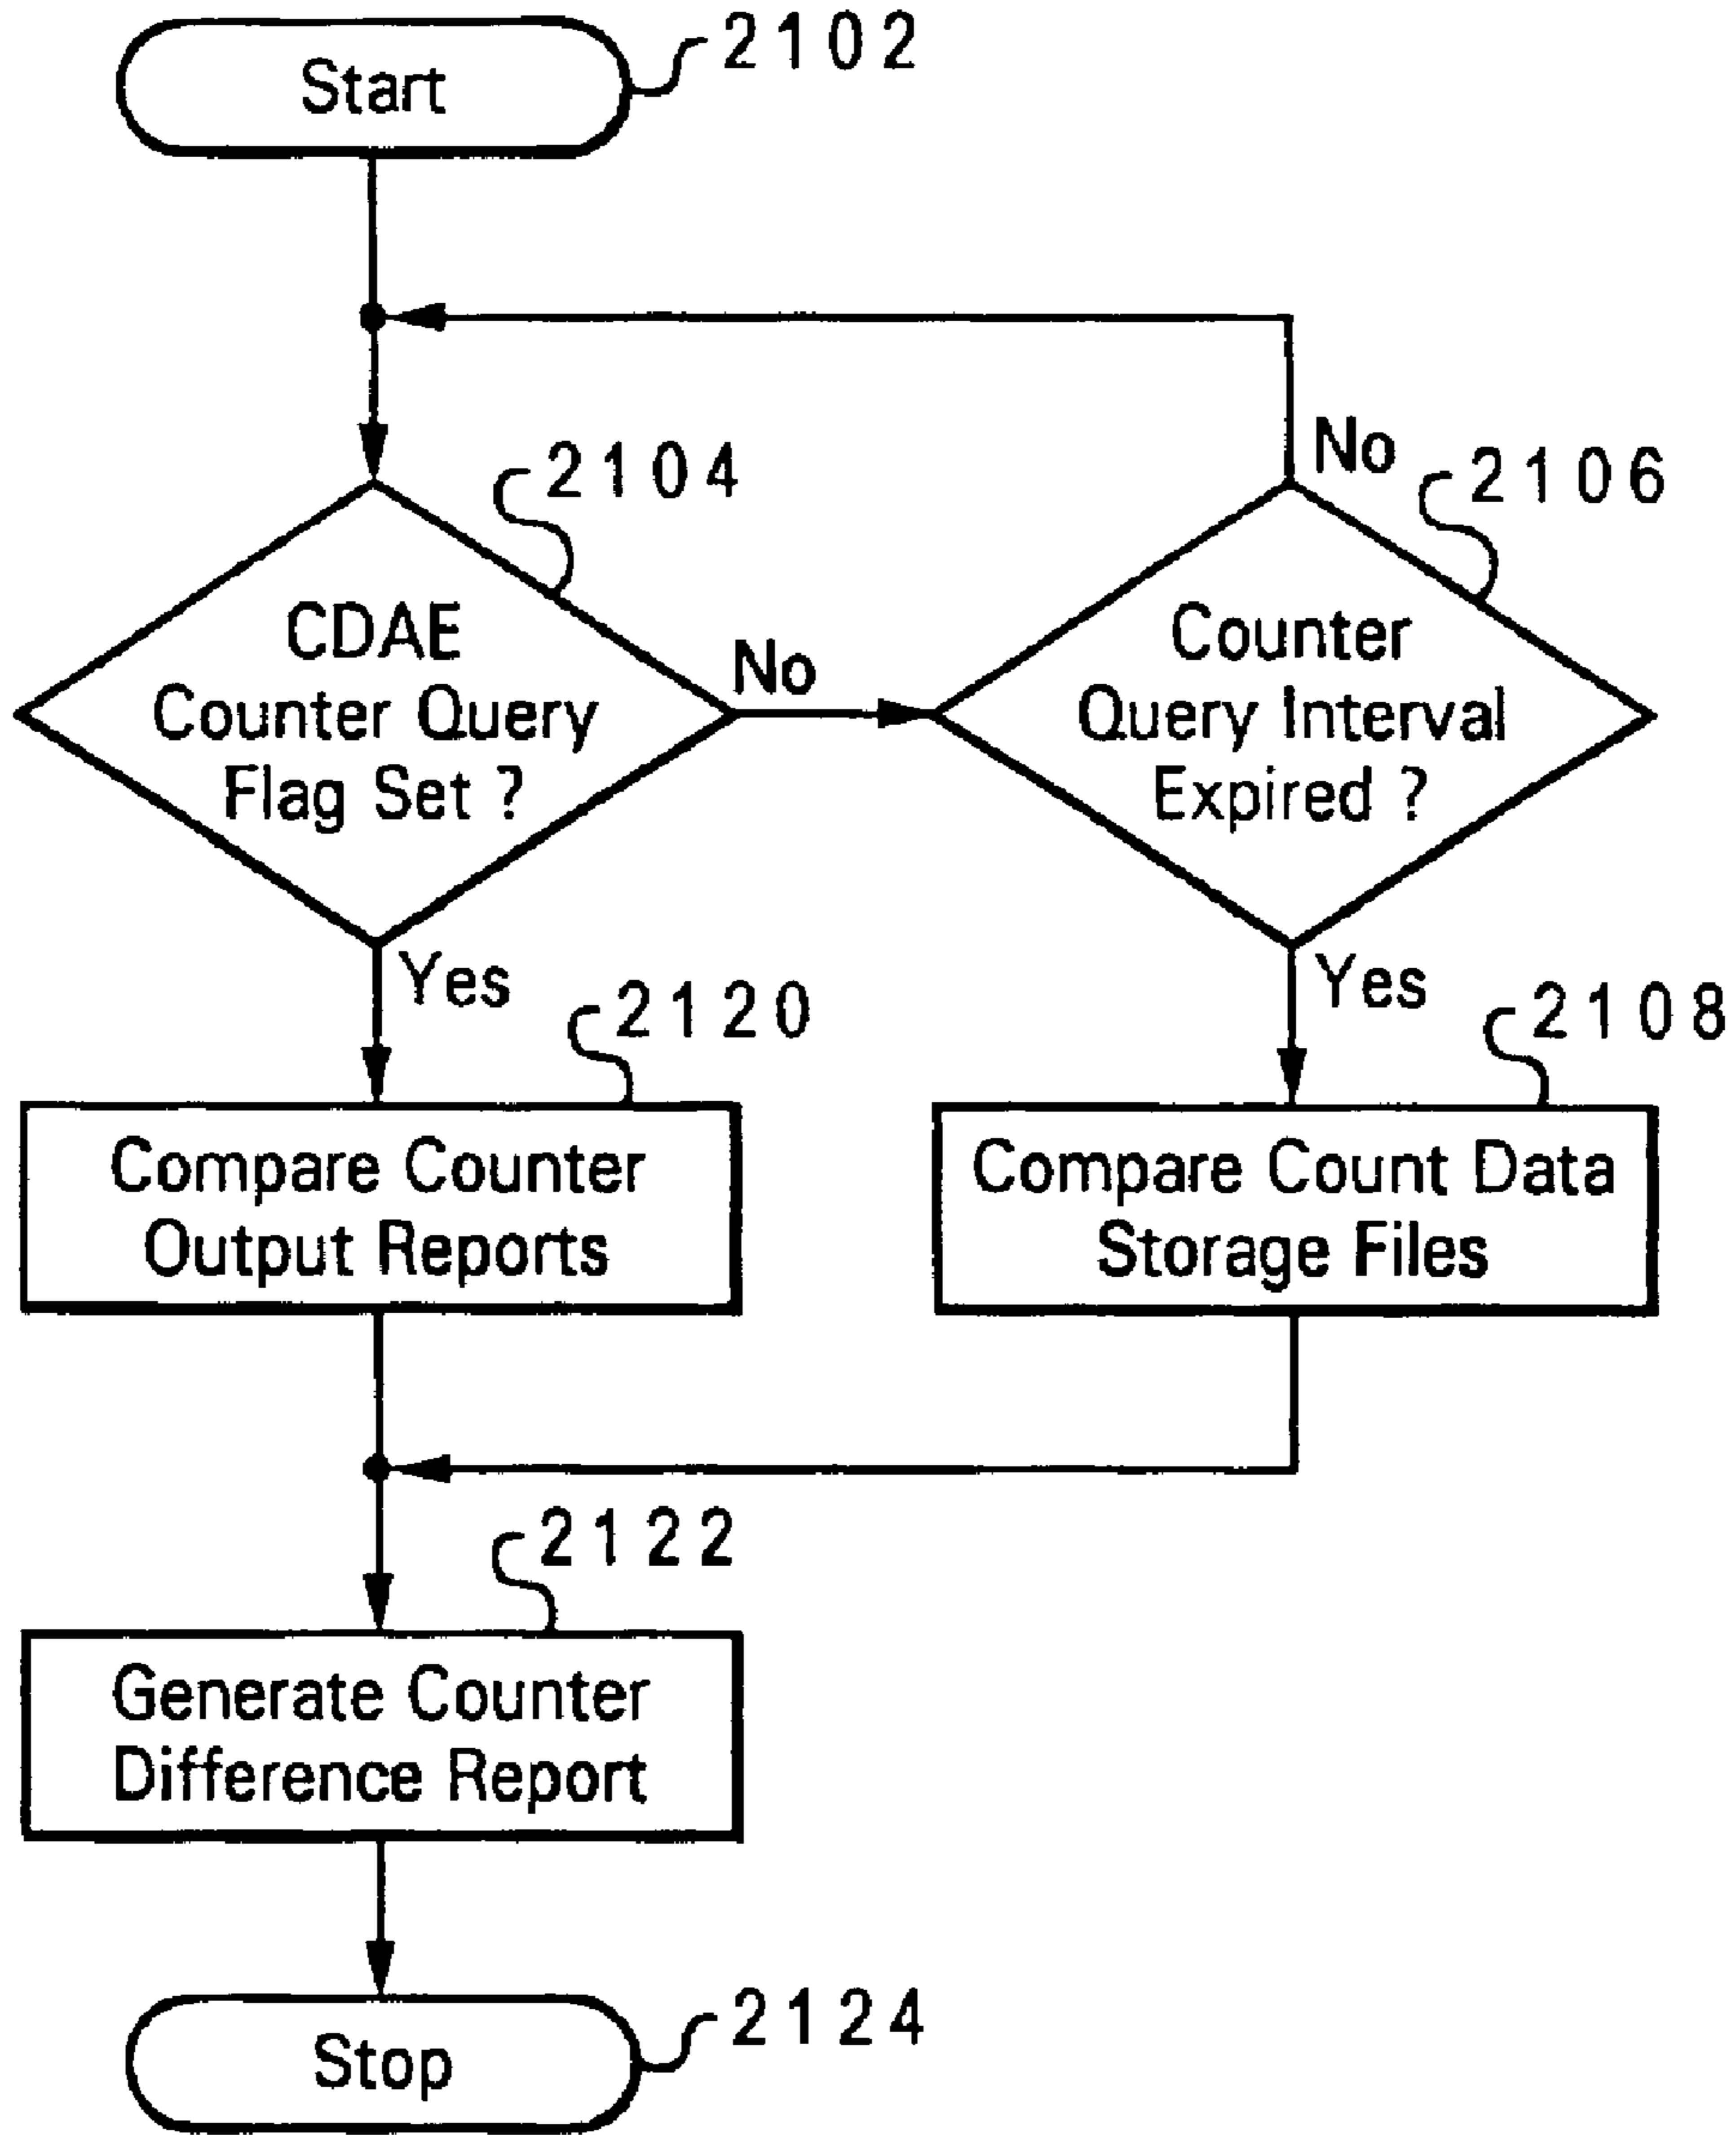 Start
2102
No
2104
2106
CDAE
Counter Query
Flag Set ?
No
Counter
Query Interval
Expired ?
Yes
2120
Yes
2108
Compare Counter
Output Reports
Compare Count Data
Storage Files
2122
Generate Counter
Difference Report
Stop
2124